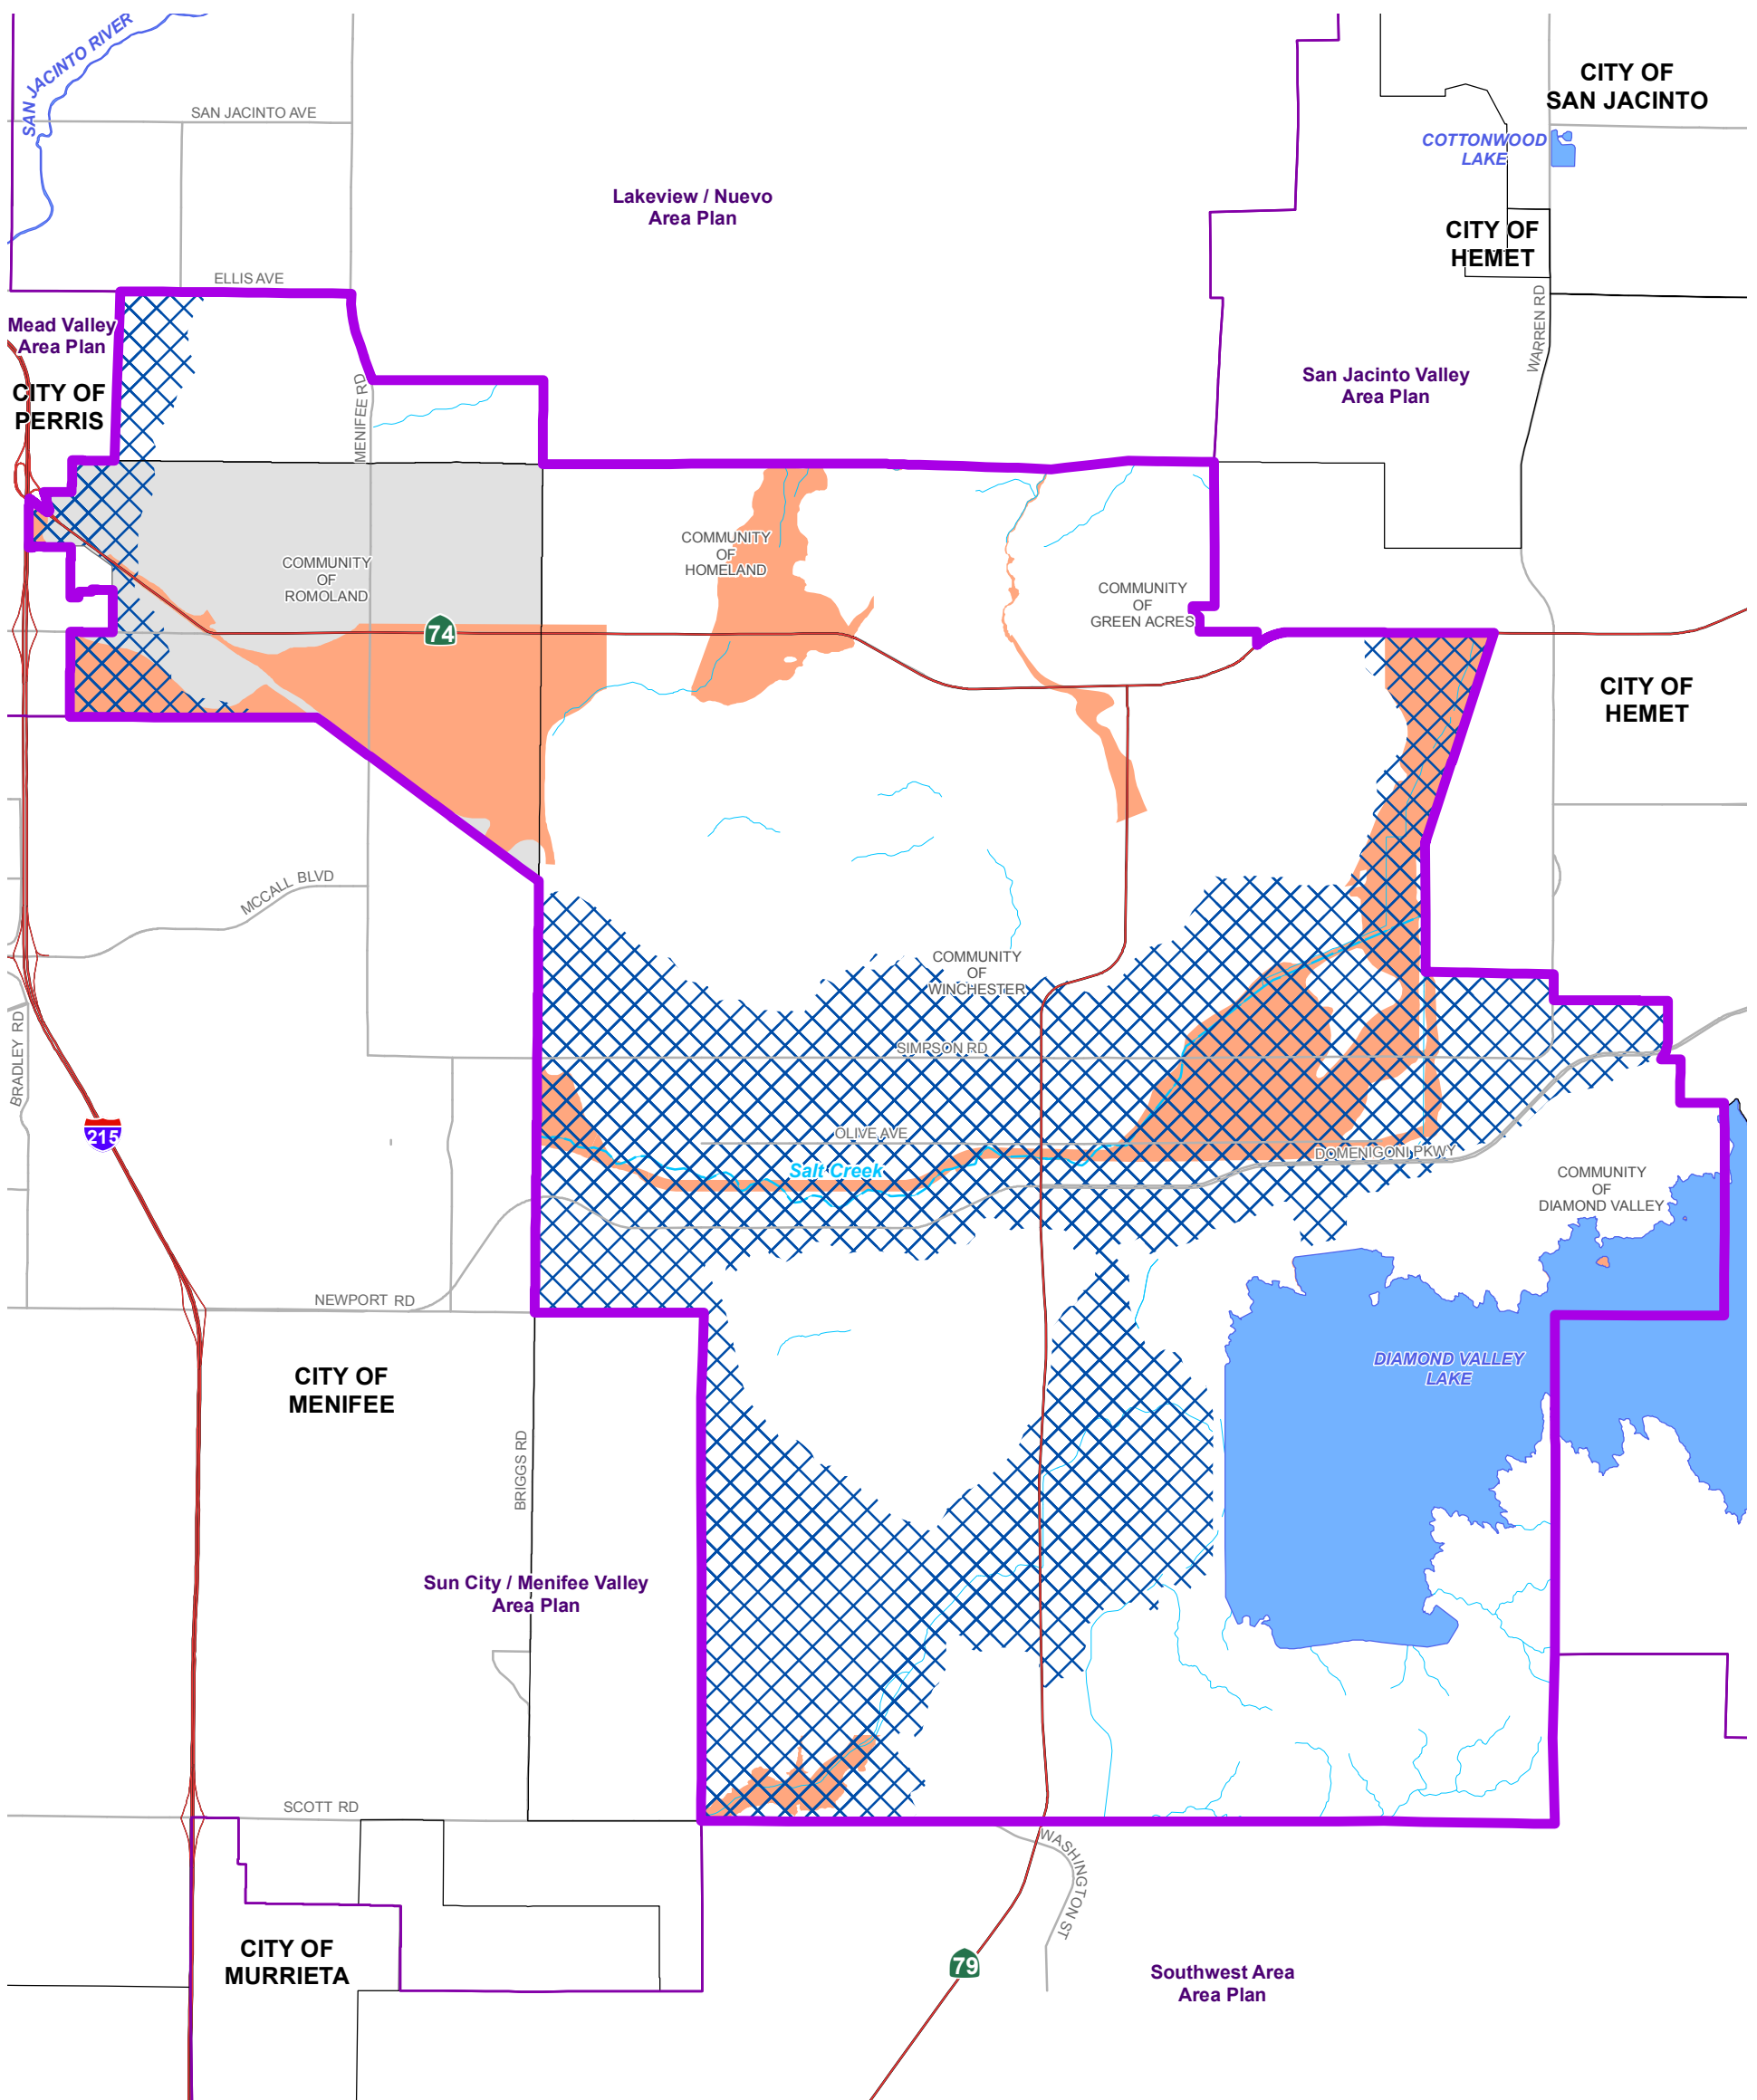 SAN JACINTO RIVER
SAN JACINTO AVE
CITY OF
SAN JACINTO
COTTONWOOD
LAKE
Lakeview / Nuevo
Area Plan
CITY OF
HEMET
ELLIS AVE
WARREN RD
Mead Valley
Area Plan
CITY OF
PERRIS
MENIFEE RD
San Jacinto Valley
Area Plan
COMMUNITY
OF
HOMELAND
COMMUNITY
OF
ROMOLAND
COMMUNITY
OF
GREEN ACRES
74
CITY OF
HEMET
MCCALL BLVD
COMMUNITY
OF
WINCHESTER
BRADLEY RD
SIMPSON RD
215
OLIVE AVE
DOMENIGONI PKWY
Salt Creek
COMMUNITY
OF
DIAMOND VALLEY
NEWPORT RD
DIAMOND VALLEY
LAKE
CITY OF
MENIFEE
BRIGGS RD
Sun City / Menifee Valley
Area Plan
SCOTT RD
WASHINGTON ST
CITY OF
MURRIETA
79
Southwest Area
Area Plan